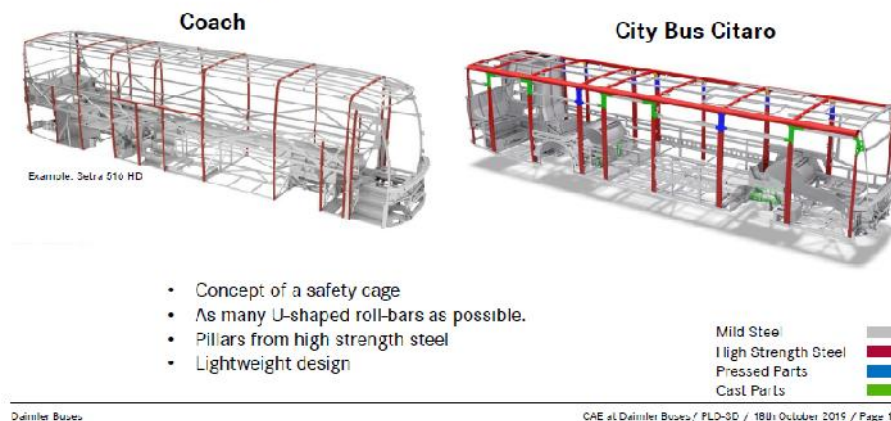 Coach
City Bus Citaro
Example: Setra 516 HD
• Concept of a safety cage
• As many U-shaped roll-bars as possible.
• Pillars from high strength steel
• Lightweight design
Mild Steel
High Strength Steel
Pressed Parts
Cast Parts
Daimler Buses
CAE at Daimler Buses / PLD-SD / 18th October 2019 / Page 1